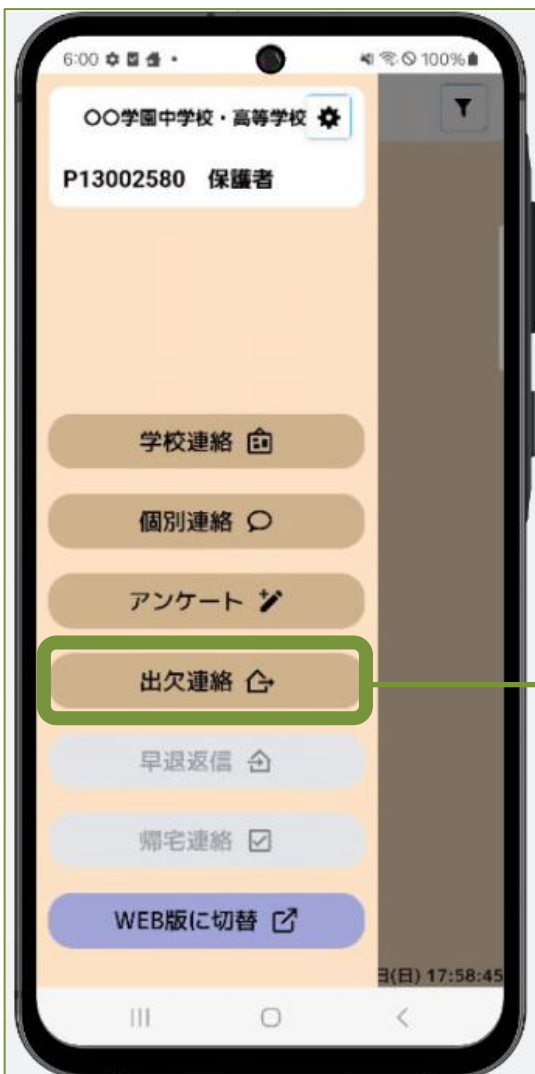 6:00
100%
〇〇学園中学校・高等学校
P13002580 保護者
学校連絡
個別連絡
アンケート
出欠連絡
早退返信
帰宅連絡
WEB版に切替
(日) 17:58:45